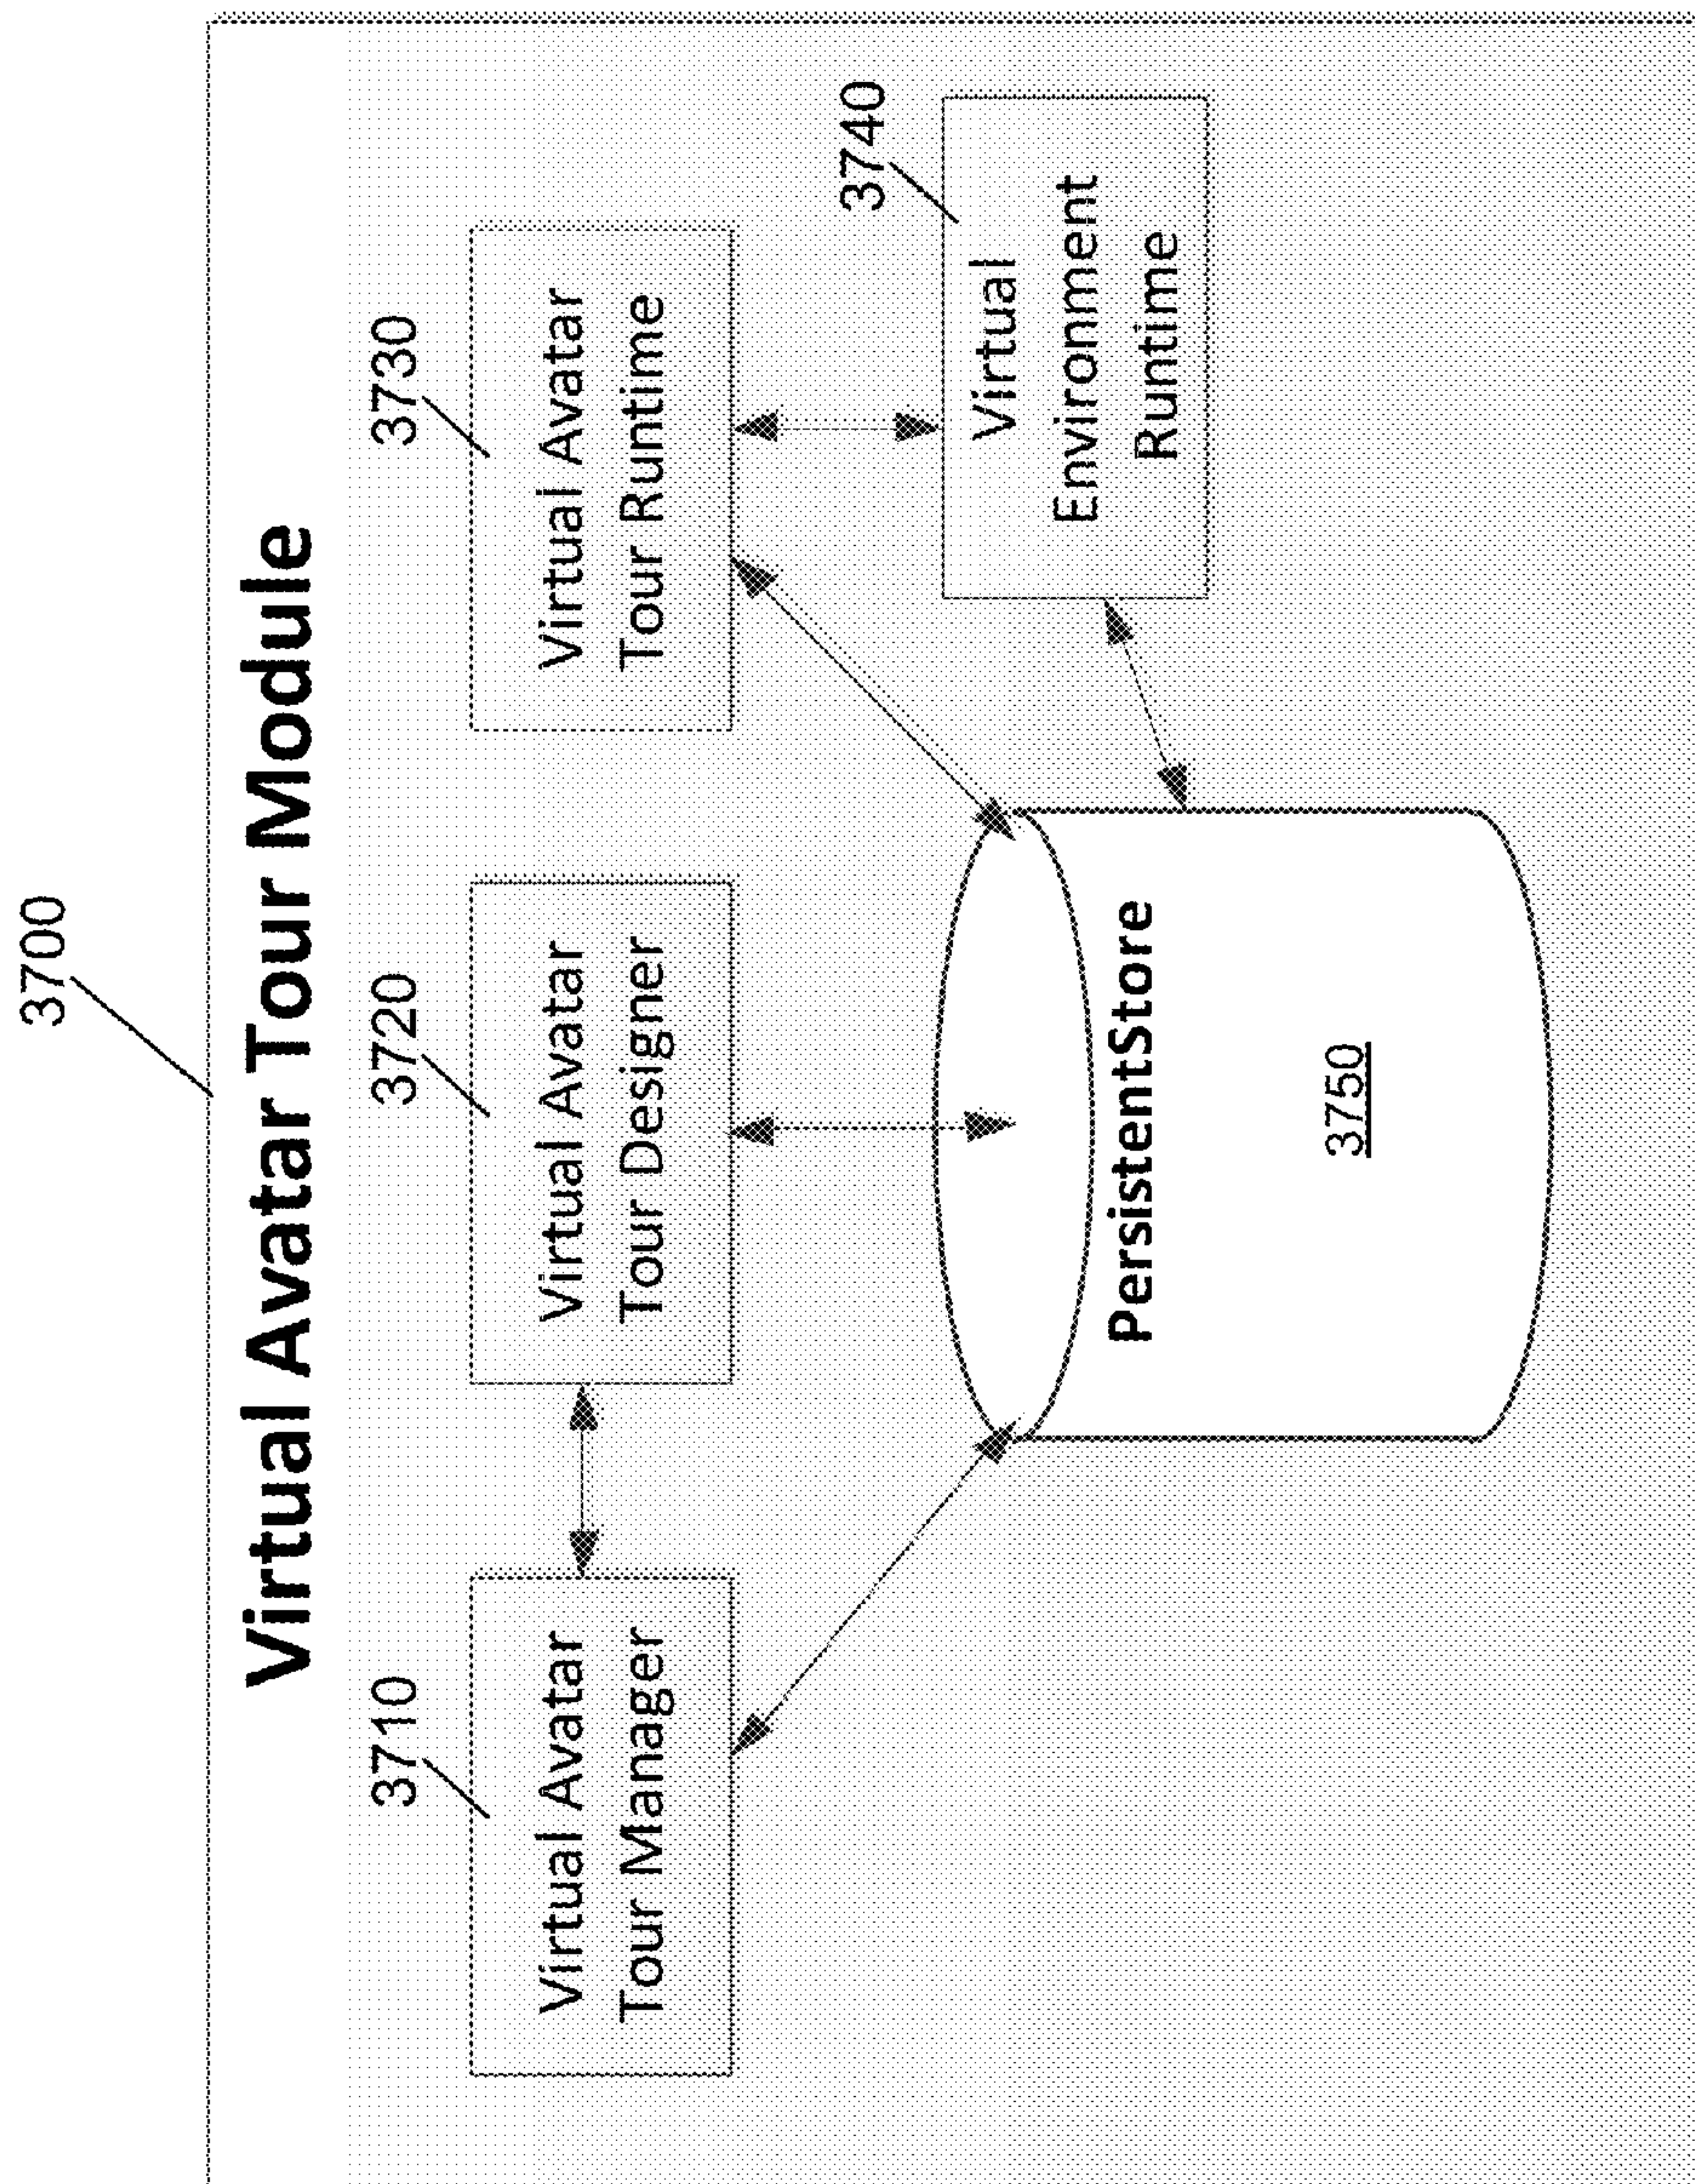 3700
Virtual Avatar Tour Module
3710
Virtual Avatar
Tour Manager
3720
Virtual Avatar
Tour Designer
3730
Virtual Avatar
Tour Runtime
3740
Virtual
Environment
Runtime
PersistentStore
3750